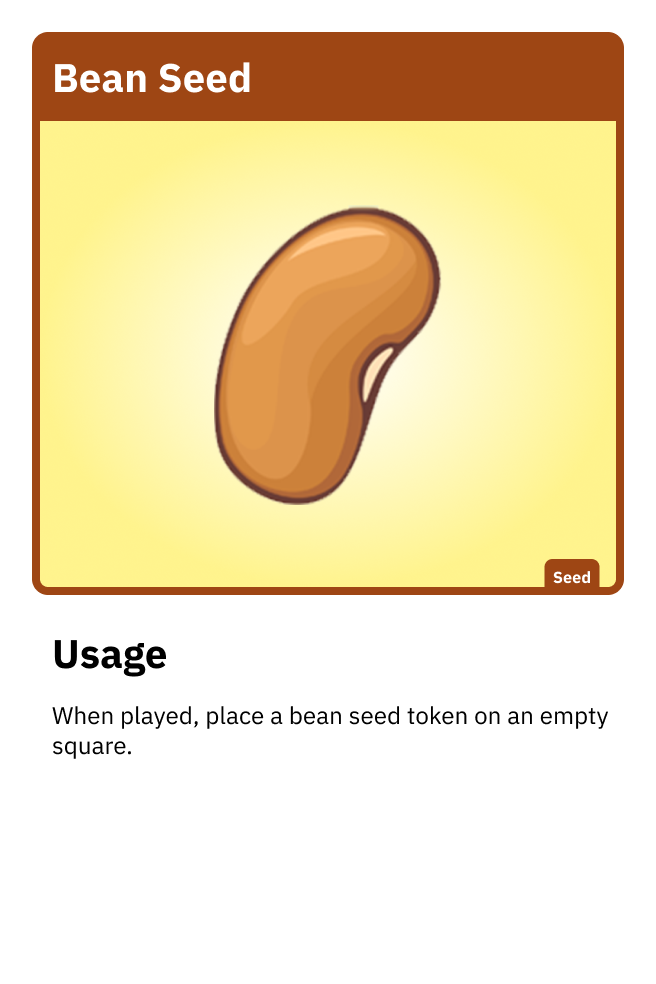 Bean Seed
Seed
Usage
When played, place a bean seed token on an empty
square.